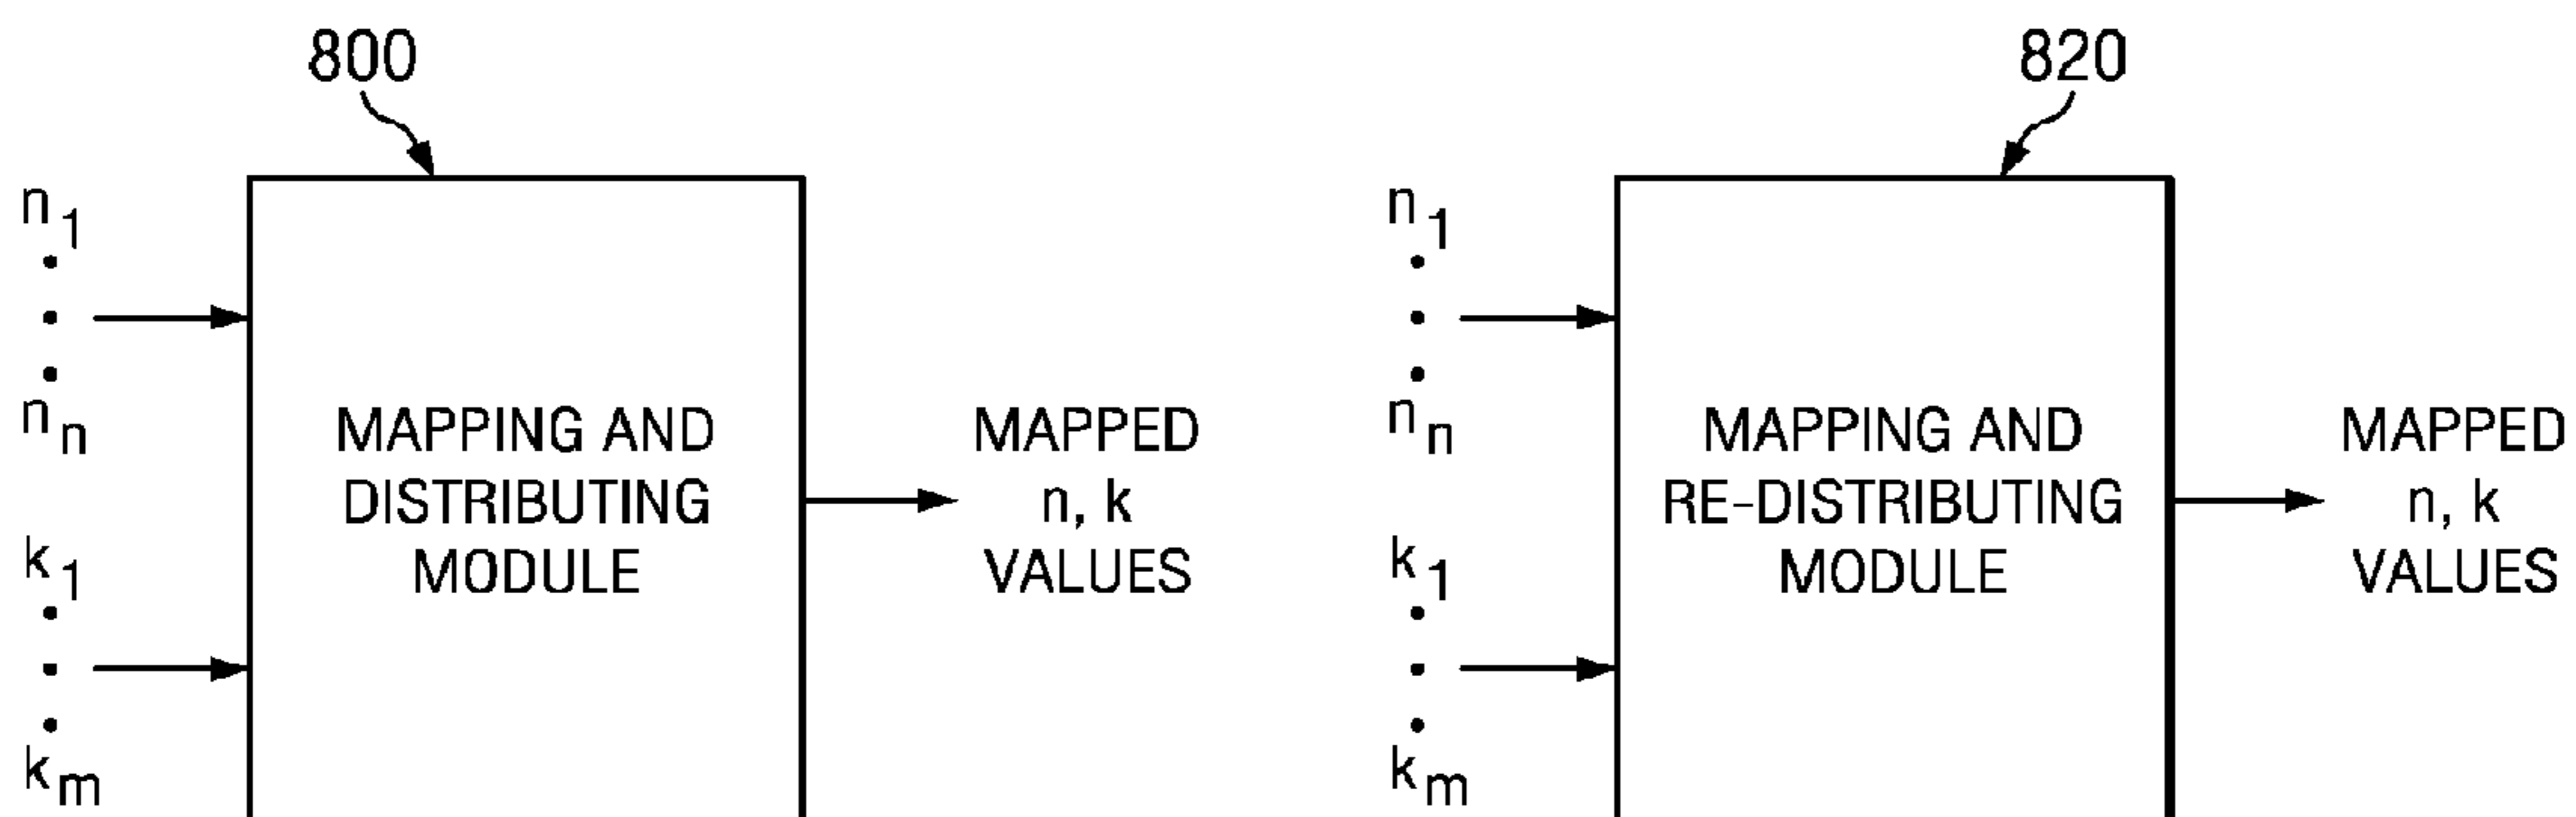 800
n1
nn
k1
km
MAPPING AND
DISTRIBUTING
MODULE
MAPPED
n, k
VALUES
820
n1
nn
k1
km
MAPPING AND
RE-DISTRIBUTING
MODULE
MAPPED
n, k
VALUES